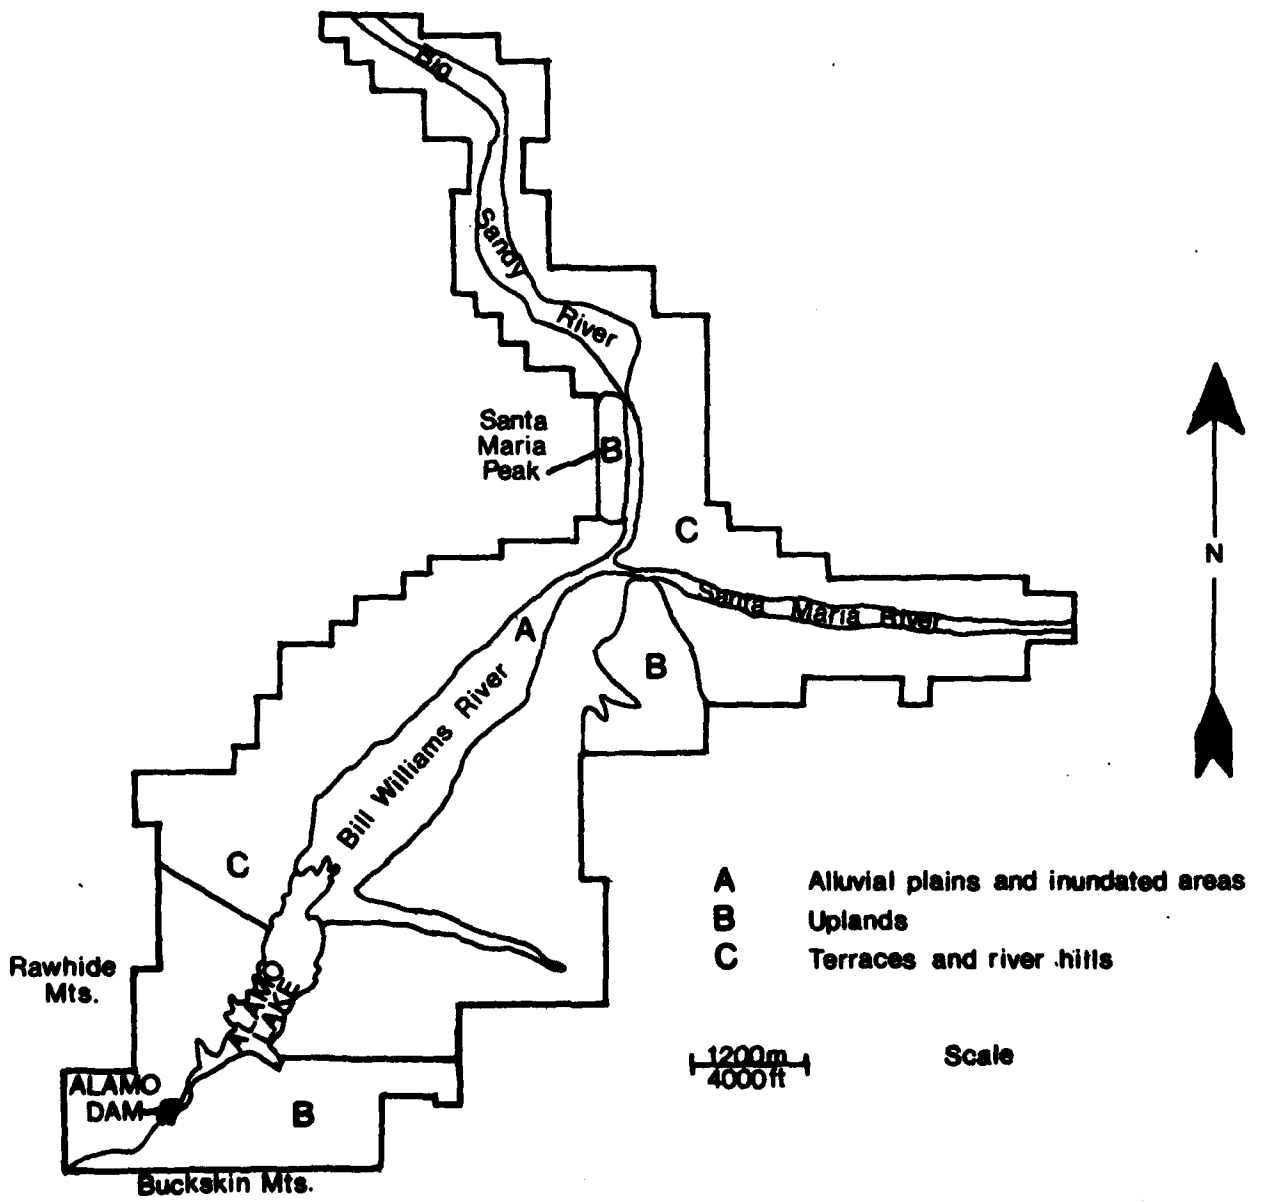 Big
Sandy
River
Santa
Maria
Peak
B
C
N
Santa Maria River
A
B
Bill Williams River
C
A Alluvial plains and inundated areas
B Uplands
C Terraces and river hills
Rawhide
Mts.
ALAMO
LAKE
1200m
4000ft
Scale
ALAMO
DAM
B
Buckskin Mts.